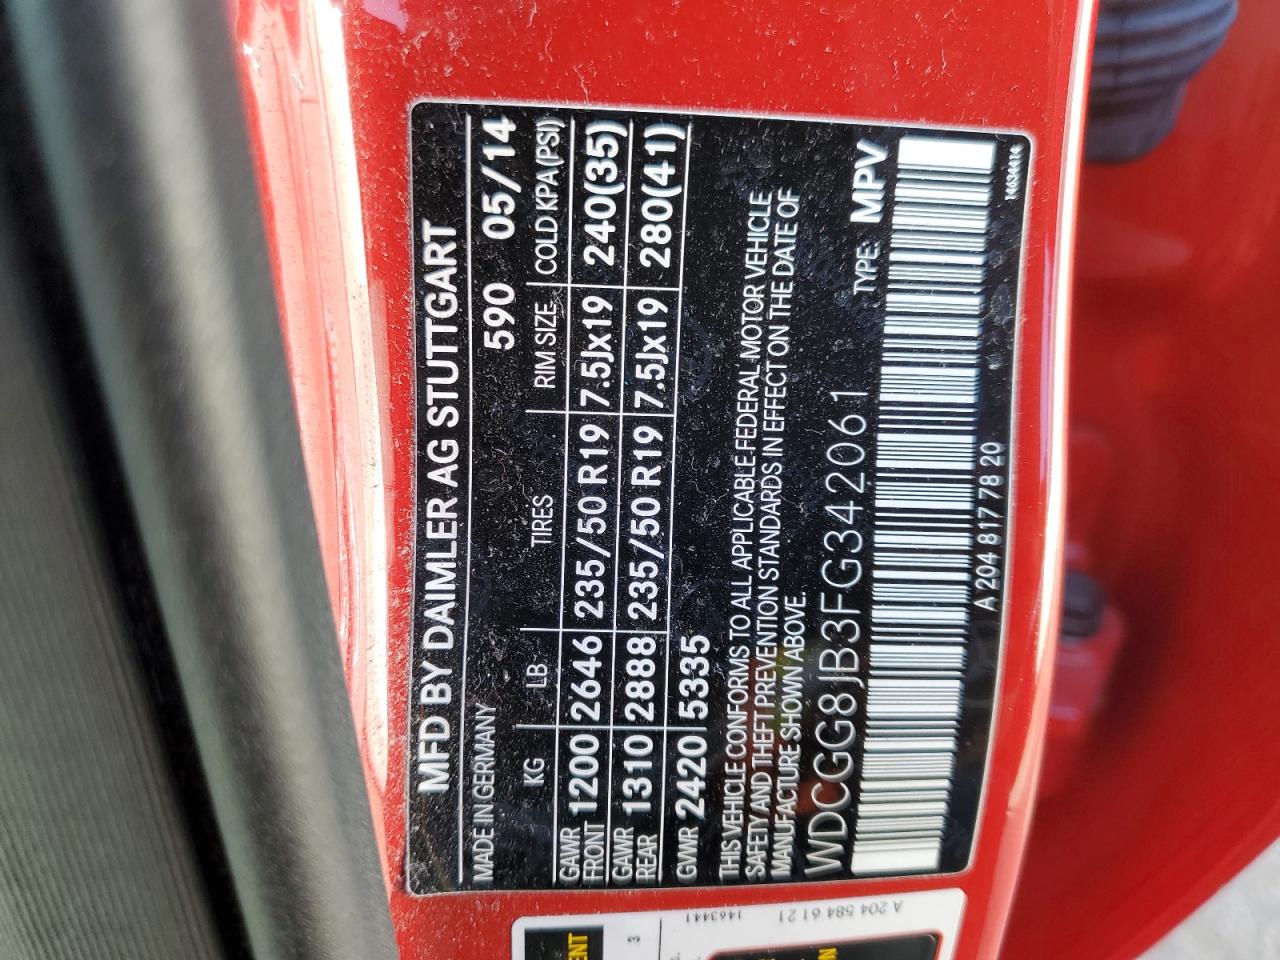 MFD BY DAIMLER AG STUTTGART
MADE IN GERMANY 590 05/14
KG LB TIRES RIM SIZE COLD KPA(PSI)
GAWR FRONT 1200 2646 235/50 R19 7.5Jx19 240(35)
GAWR REAR 1310 2888 235/50 R19 7.5Jx19 280(41)
GVWR 2420 5335
THIS VEHICLE CONFORMS TO ALL APPLICABLE FEDERAL MOTOR VEHICLE
SAFETY AND THEFT PREVENTION STANDARDS IN EFFECT ON THE DATE OF
MANUFACTURE SHOWN ABOVE.
WDCGG8JB3FG342061 TYPE: MPV
A 204 817 78 20
14634416
A 204 584 61 21
1463441
3